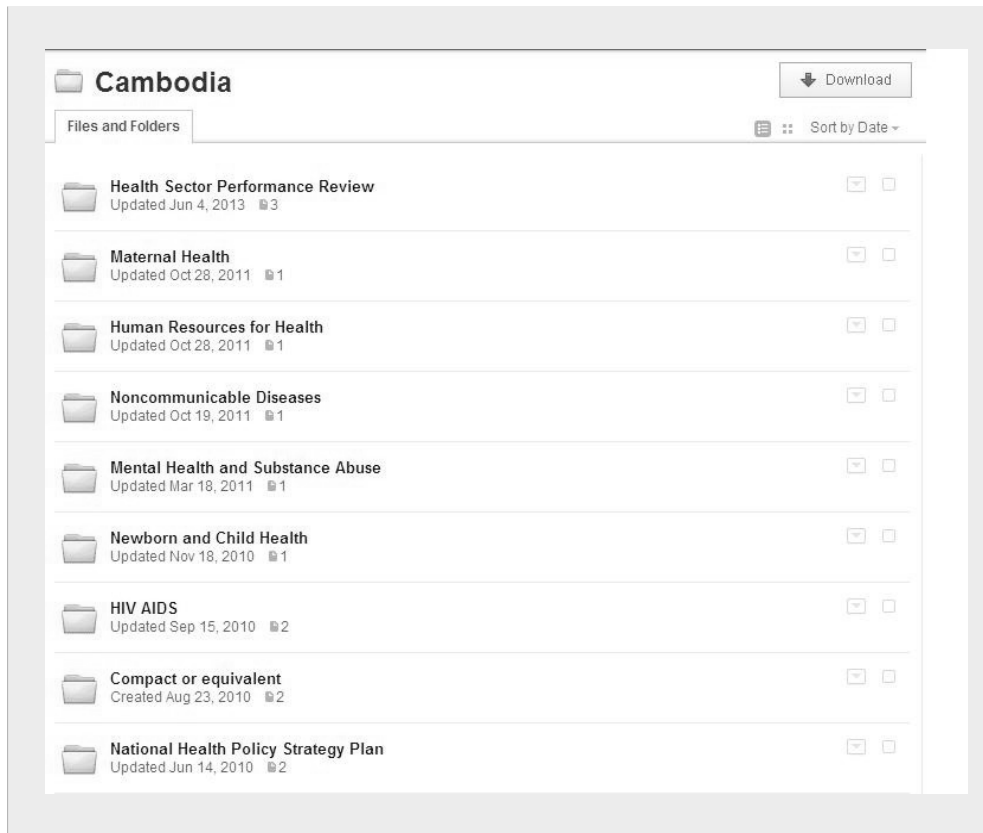 Cambodia
Download
Files and Folders
Sort by Date
Health Sector Performance Review
Updated Jun 4, 2013 3
Maternal Health
Updated Oct 28, 2011 1
Human Resources for Health
Updated Oct 28, 2011 1
Noncommunicable Diseases
Updated Oct 19, 2011 1
Mental Health and Substance Abuse
Updated Mar 18, 2011 1
Newborn and Child Health
Updated Nov 18, 2010 1
HIV AIDS
Updated Sep 15, 2010 2
Compact or equivalent
Created Aug 23, 2010 2
National Health Policy Strategy Plan
Updated Jun 14, 2010 2